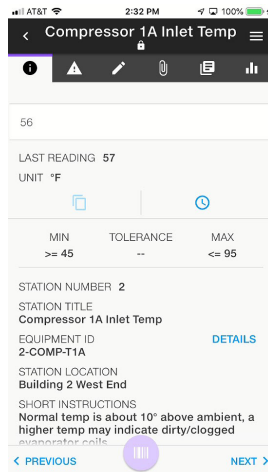 AT&T 2:32 PM 100%
Compressor 1A Inlet Temp
56
LAST READING 57
UNIT °F
MIN TOLERANCE MAX
>= 45 -- <= 95
STATION NUMBER 2
STATION TITLE
Compressor 1A Inlet Temp
EQUIPMENT ID DETAILS
2-COMP-T1A
STATION LOCATION
Building 2 West End
SHORT INSTRUCTIONS
Normal temp is about 10° above ambient, a
higher temp may indicate dirty/clogged
evaporator coils
PREVIOUS NEXT